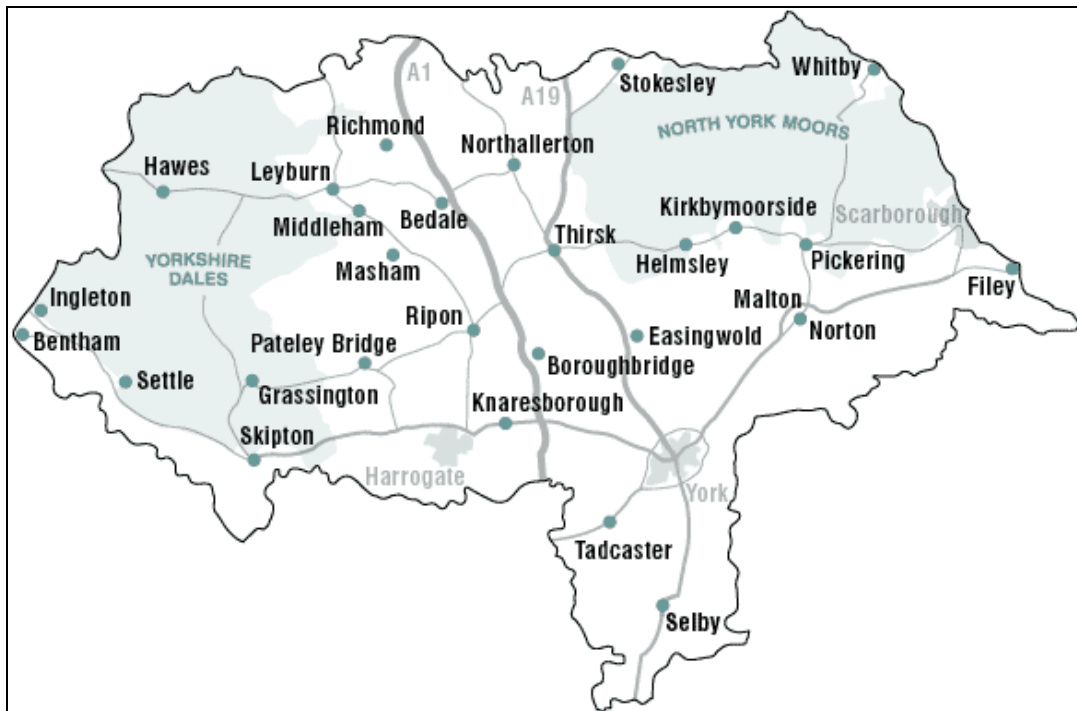 A1
A19
Stokesley
Whitby
Richmond
NORTH YORK MOORS
Northallerton
Hawes
Leyburn
Middleham
Bedale
Kirkbymoorside
Scarborough
Thirsk
Masham
Helmsley
Pickering
YORKSHIRE
DALES
Filey
Ingleton
Malton
Norton
Ripon
Bentham
Pateley Bridge
Easingwold
Boroughbridge
Settle
Grassington
Knaresborough
Skipton
Harrogate
York
Tadcaster
Selby